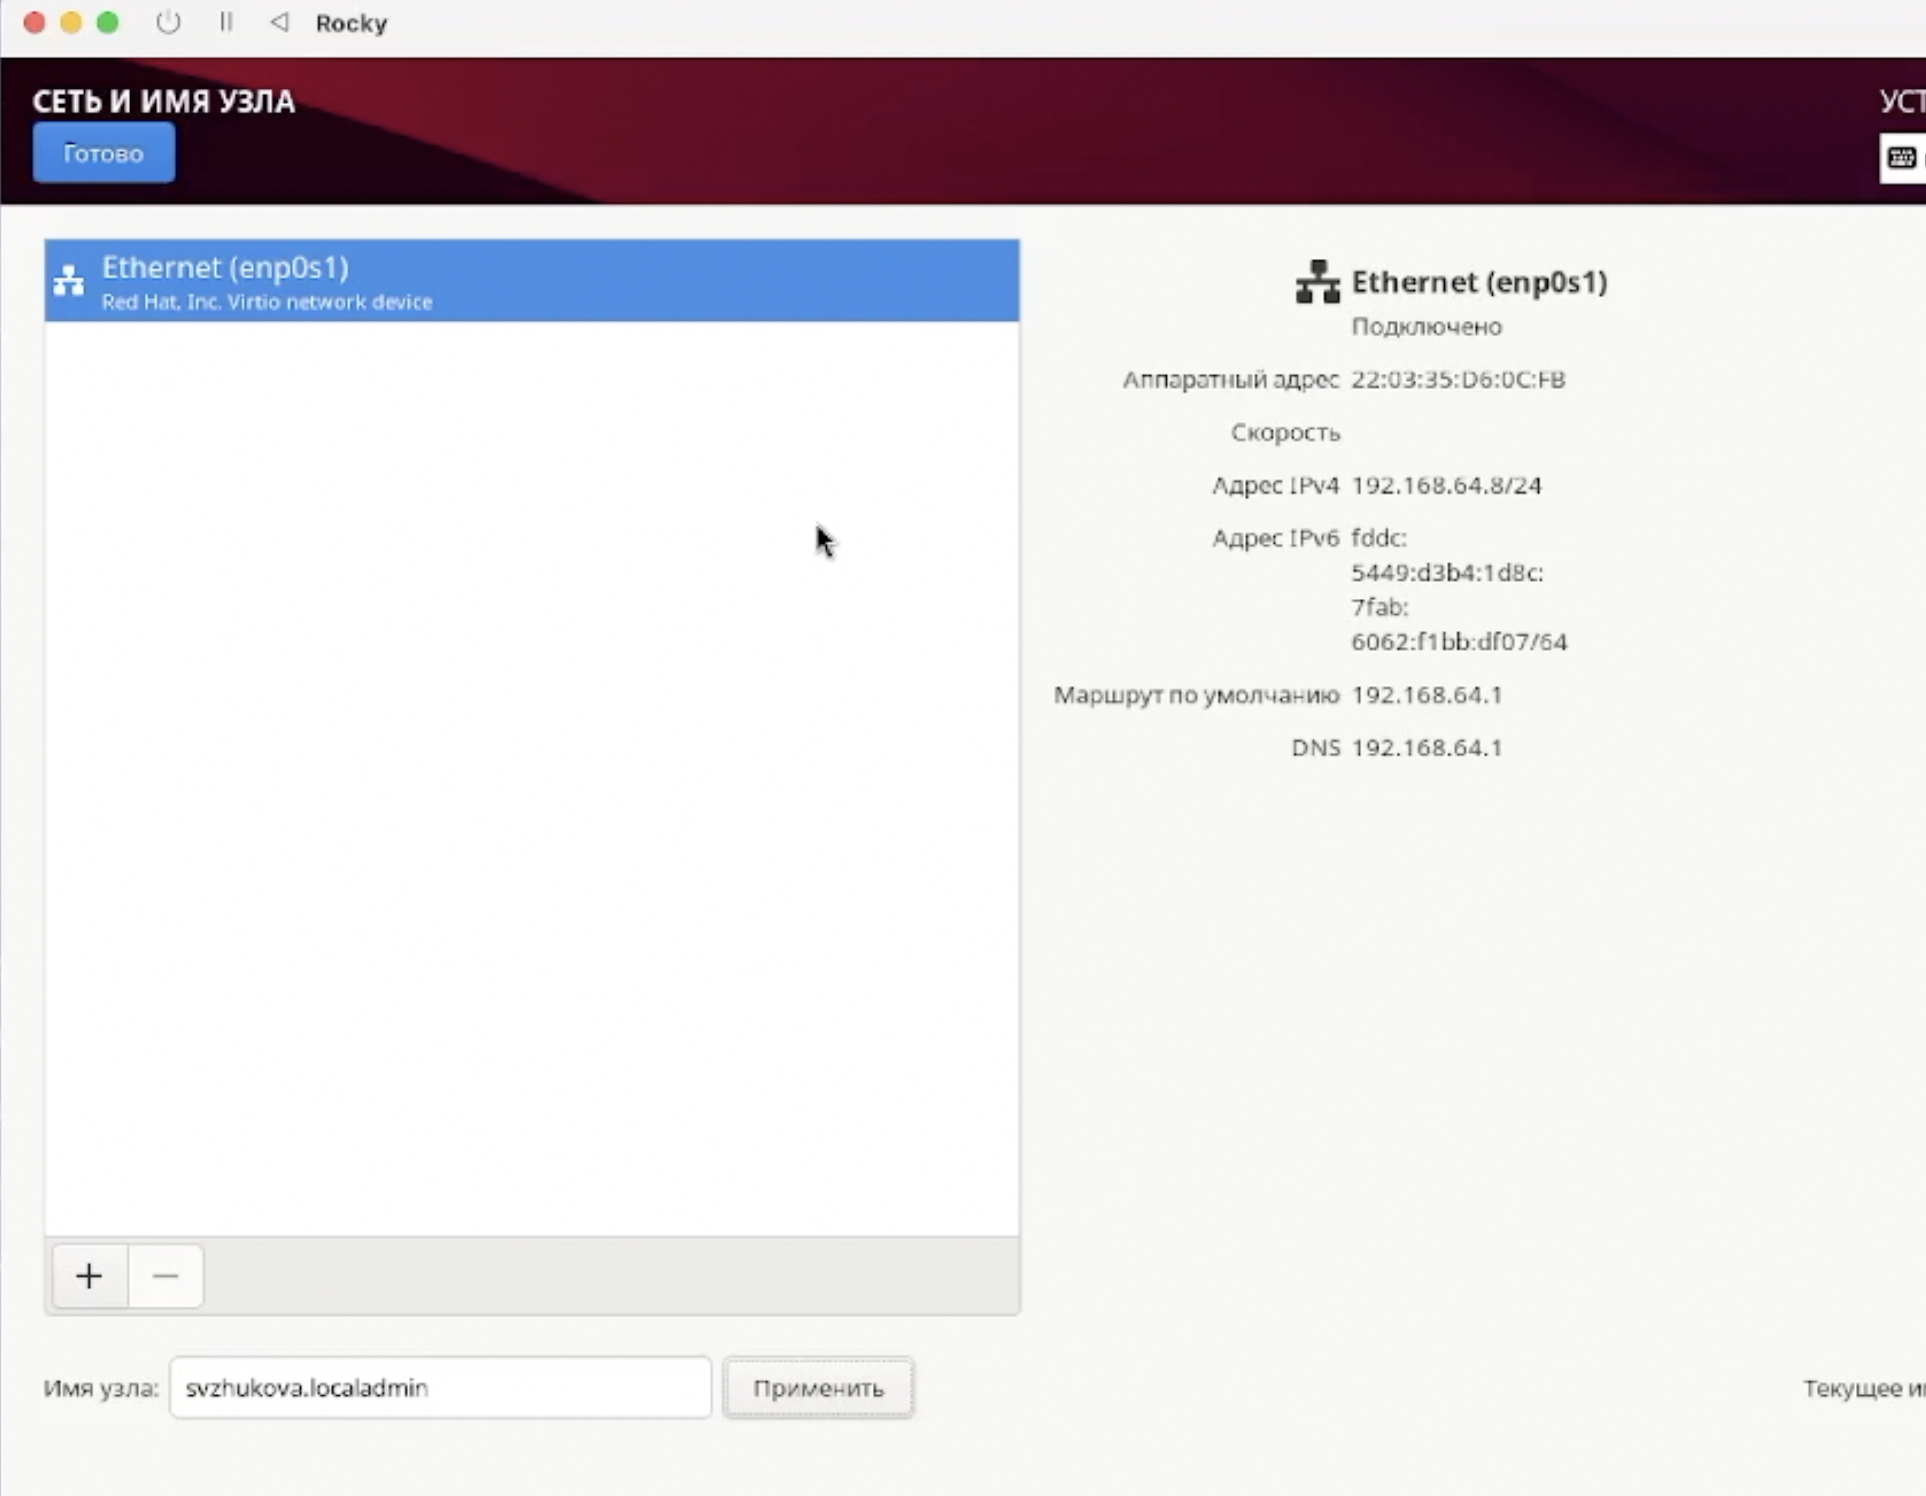 Rocky
СЕТЬ И ИМЯ УЗЛА
УСТ
Готово
Ethernet (enp0s1)
Red Hat, Inc. Virtio network device
Ethernet (enp0s1)
Подключено
Аппаратный адрес 22:03:35:D6:0C:FB
Скорость
Адрес IPv4 192.168.64.8/24
Адрес IPv6 fddc:
5449:d3b4:1d8c:
7fab:
6062:f1bb:df07/64
Маршрут по умолчанию 192.168.64.1
DNS 192.168.64.1
Имя узла: svzhukova.localadmin Применить
Текущее